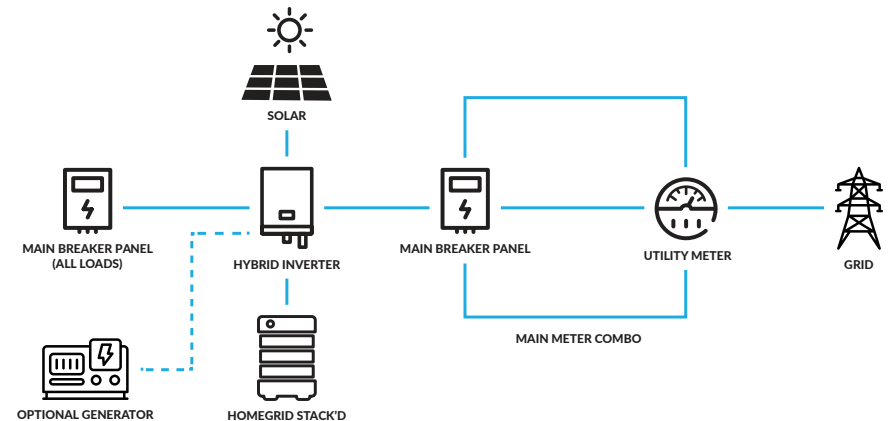 SOLAR
MAIN BREAKER PANEL
(ALL LOADS)
HYBRID INVERTER
MAIN BREAKER PANEL
UTILITY METER
GRID
MAIN METER COMBO
OPTIONAL GENERATOR
HOMEGRID STACK'D